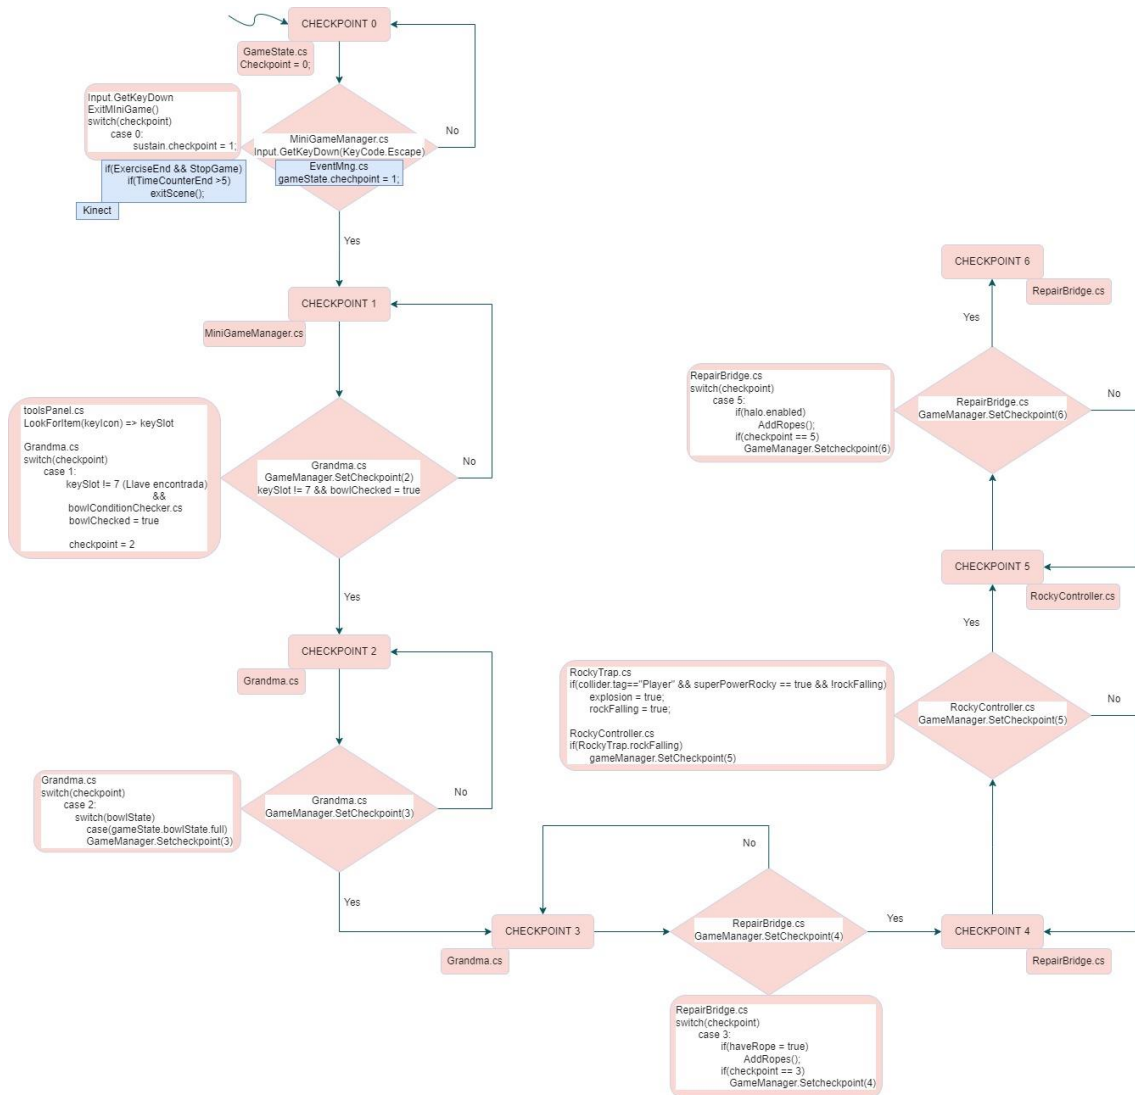 CHECKPOINT 0
GameState.cs
Checkpoint = 0;
Input.GetKeyDown
ExitMIniGame()
switch(checkpoint)
case 0:
sustain.checkpoint = 1;
MiniGameManager.cs
Input.GetKeyDown(KeyCode.Escape)
No
if(ExerciseEnd && StopGame)
if(TimeCounterEnd >5)
exitScene();
EventMng.cs
gameState.chechpoint = 1;
Kinect
Yes
CHECKPOINT 1
MiniGameManager.cs
toolsPanel.cs
LookForItem(keyIcon) => keySlot
Grandma.cs
switch(checkpoint)
case 1:
keySlot != 7 (Llave encontrada)
&&
bowlConditionChecker.cs
bowlChecked = true
checkpoint = 2
Grandma.cs
GameManager.SetCheckpoint(2)
keySlot != 7 && bowlChecked = true
No
Yes
CHECKPOINT 2
Grandma.cs
Grandma.cs
switch(checkpoint)
case 2:
switch(bowlState)
case(gameState.bowlState.full)
GameManager.Setcheckpoint(3)
Grandma.cs
GameManager.SetCheckpoint(3)
No
Yes
CHECKPOINT 3
Grandma.cs
No
RepairBridge.cs
GameManager.SetCheckpoint(4)
Yes
RepairBridge.cs
switch(checkpoint)
case 3:
if(haveRope = true)
AddRopes();
if(checkpoint == 3)
GameManager.Setcheckpoint(4)
CHECKPOINT 4
RepairBridge.cs
RockyTrap.cs
if(collider.tag=="Player" && superPowerRocky == true && !rockFalling)
explosion = true;
rockFalling = true;
RockyController.cs
if(RockyTrap.rockFalling)
gameManager.SetCheckpoint(5)
RockyController.cs
GameManager.SetCheckpoint(5)
No
Yes
CHECKPOINT 5
RockyController.cs
RepairBridge.cs
switch(checkpoint)
case 5:
if(halo.enabled)
AddRopes();
if(checkpoint == 5)
GameManager.Setcheckpoint(6)
RepairBridge.cs
GameManager.SetCheckpoint(6)
No
Yes
CHECKPOINT 6
RepairBridge.cs